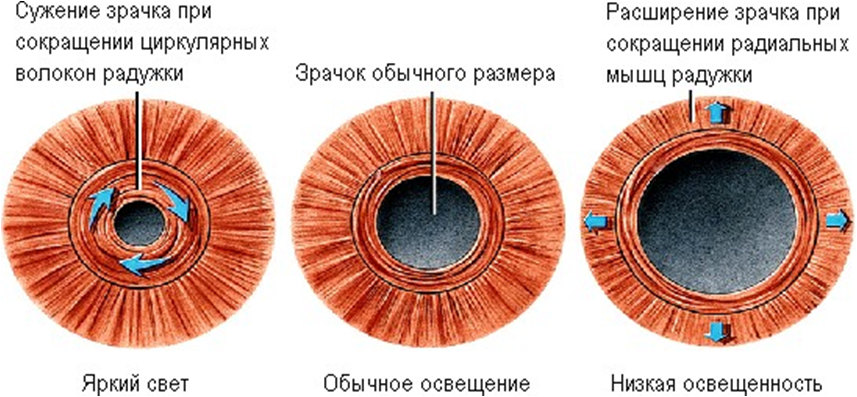 Сужение зрачка при
сокращении циркулярных
волокон радужки
Зрачок обычного размера
Расширение зрачка при
сокращении радиальных
мышц радужки
Яркий свет
Обычное освещение
Низкая освещенность